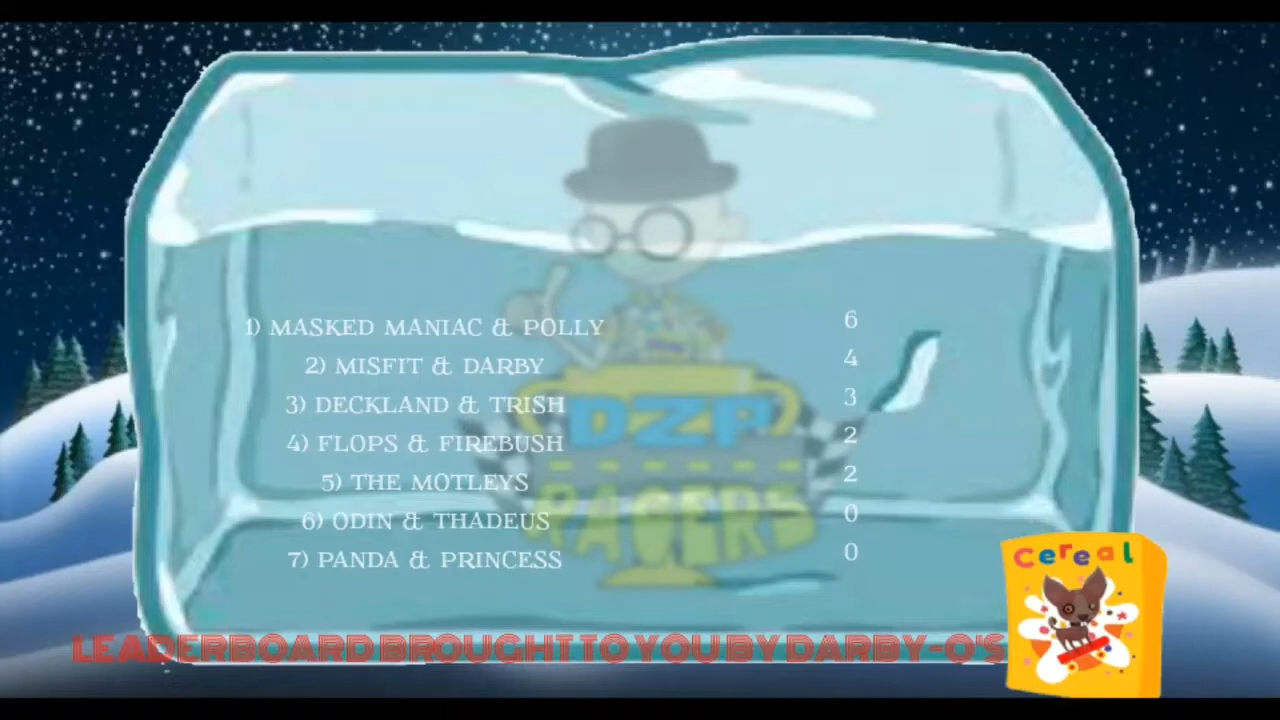 1) MASKED MANIAC & POLLY 6
2) MISFIT & DARBY 4
3) DECKLAND & TRISH 3
4) FLOPS & FIREBUSH 2
5) THE MOTLEYS 2
6) ODIN & THADEUS 0
7) PANDA & PRINCESS 0
DZP
RACERS
Cereal
LEADERBOARD BROUGHT TO YOU BY DARBY-O'S